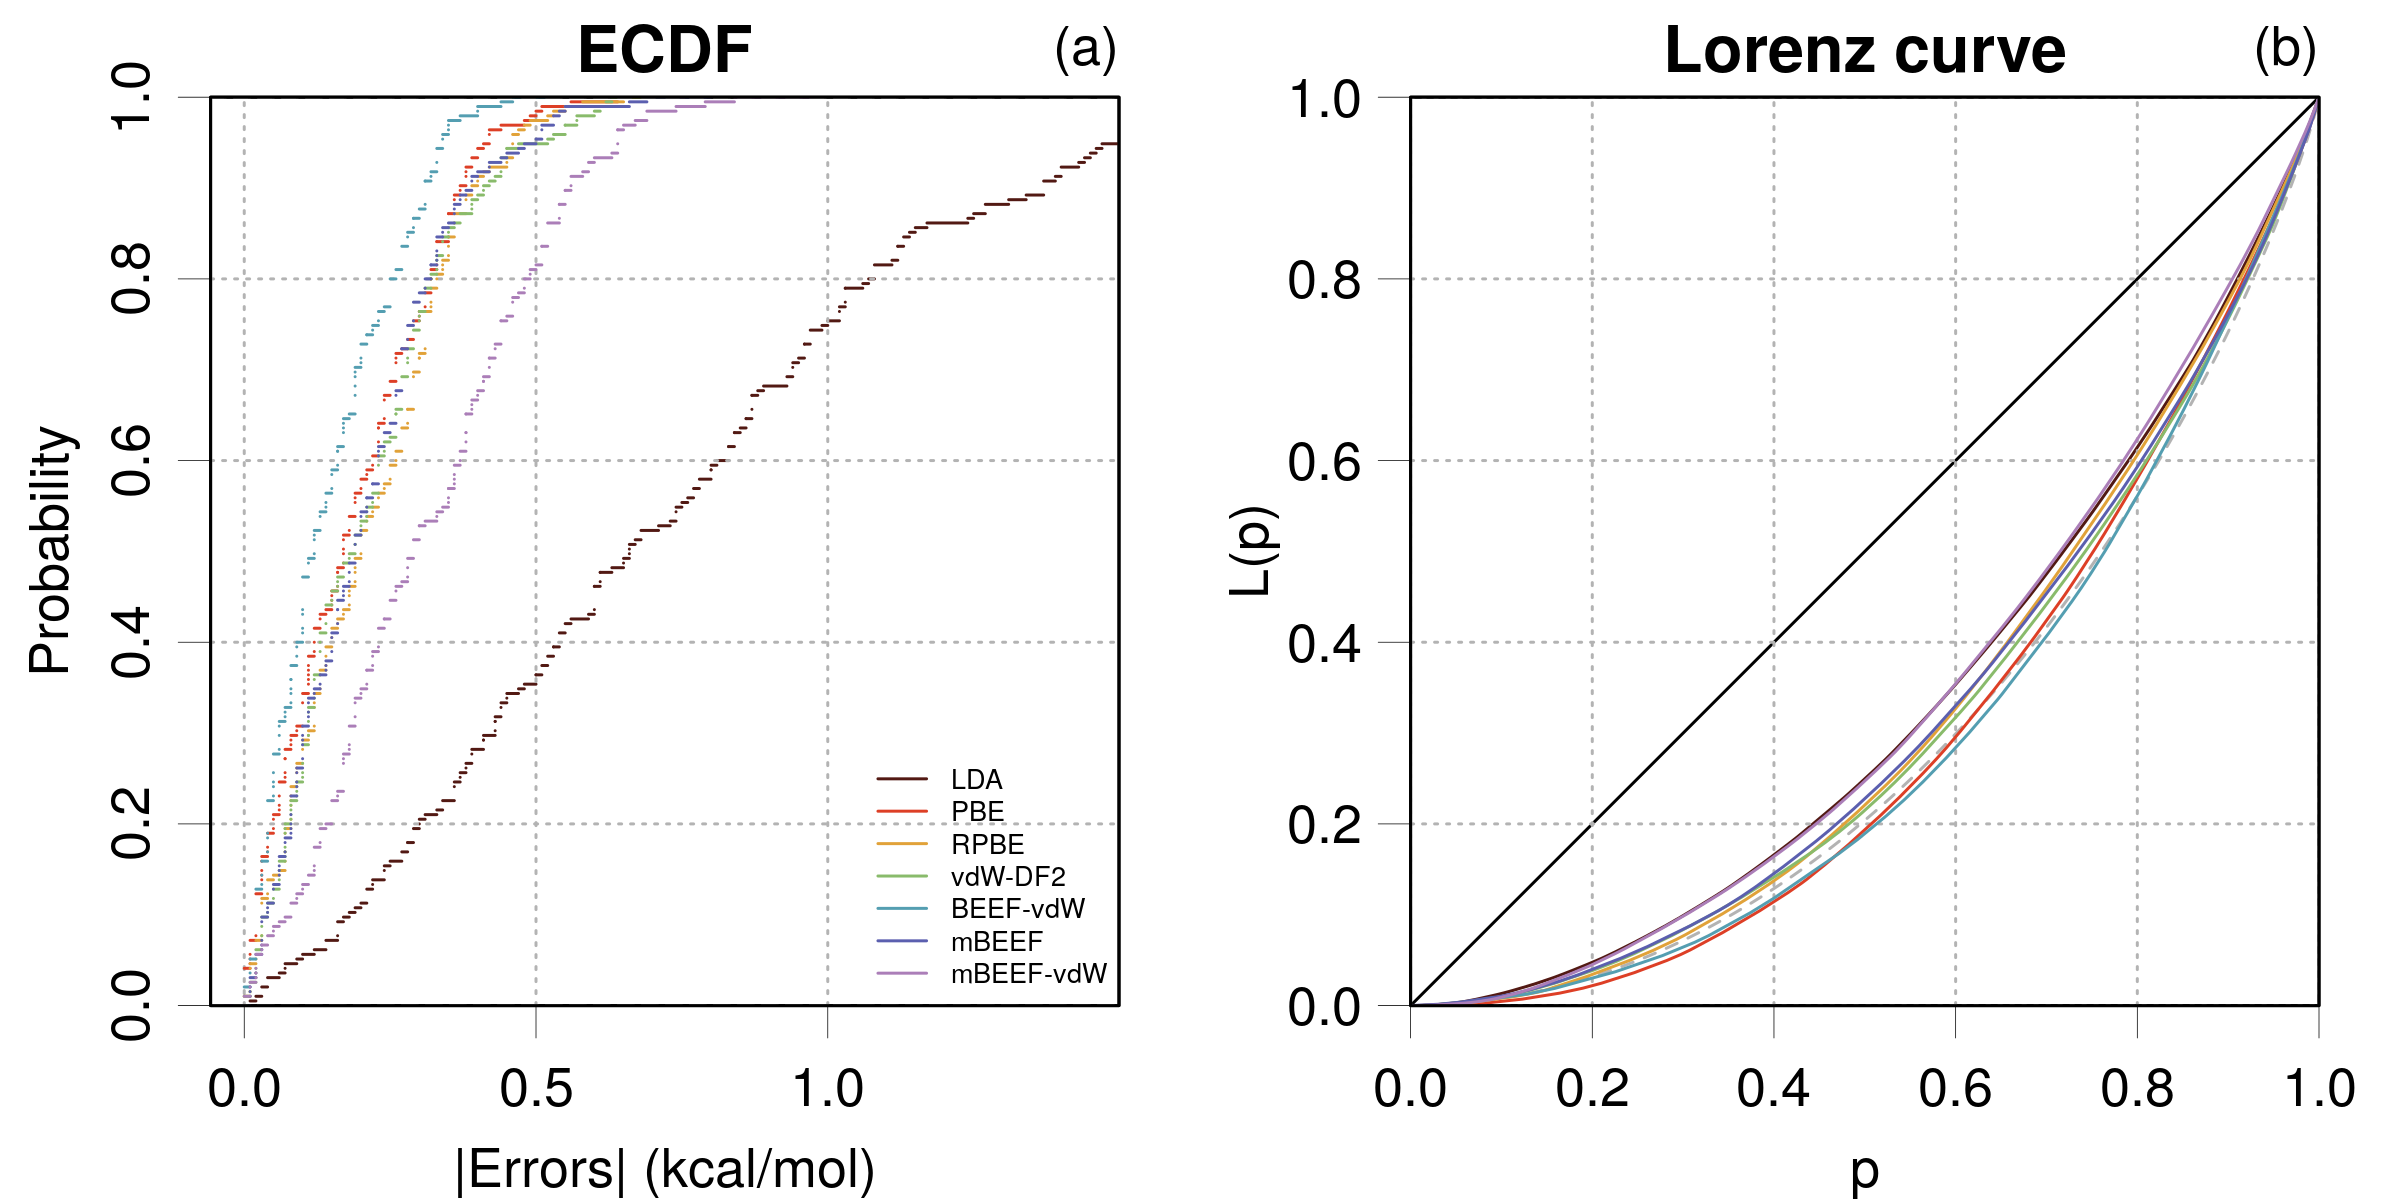 ECDF (a)
Probability
1.0
0.8
0.6
0.4
0.2
0.0
LDA
PBE
RPBE
vdW-DF2
BEEF-vdW
mBEEF
mBEEF-vdW
0.0 0.5 1.0
|Errors| (kcal/mol)
Lorenz curve (b)
L(p)
1.0
0.8
0.6
0.4
0.2
0.0
0.0 0.2 0.4 0.6 0.8 1.0
p